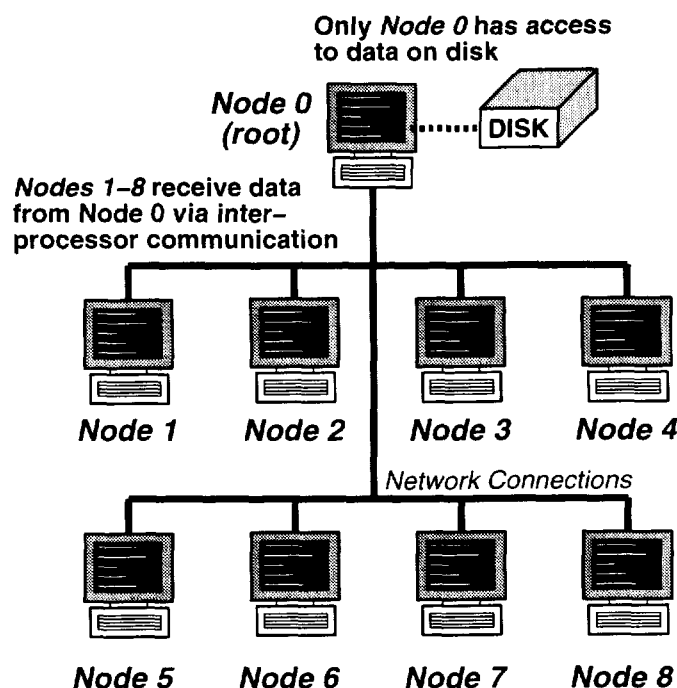 Only Node 0 has access
to data on disk
Node 0
(root)
DISK
Nodes 1–8 receive data
from Node 0 via inter–
processor communication
Node 1
Node 2
Node 3
Node 4
Network Connections
Node 5
Node 6
Node 7
Node 8